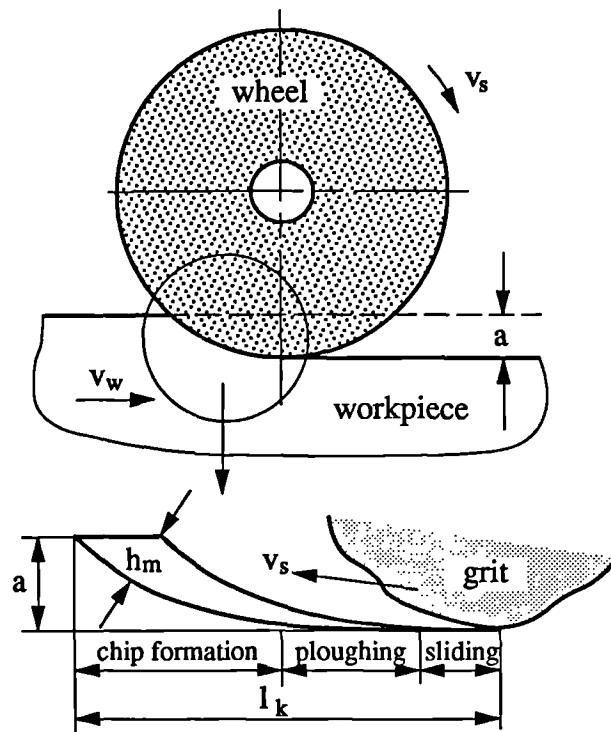 wheel
v_s
a
v_w
workpiece
a
h_m
v_s
grit
chip formation
ploughing
sliding
l_k